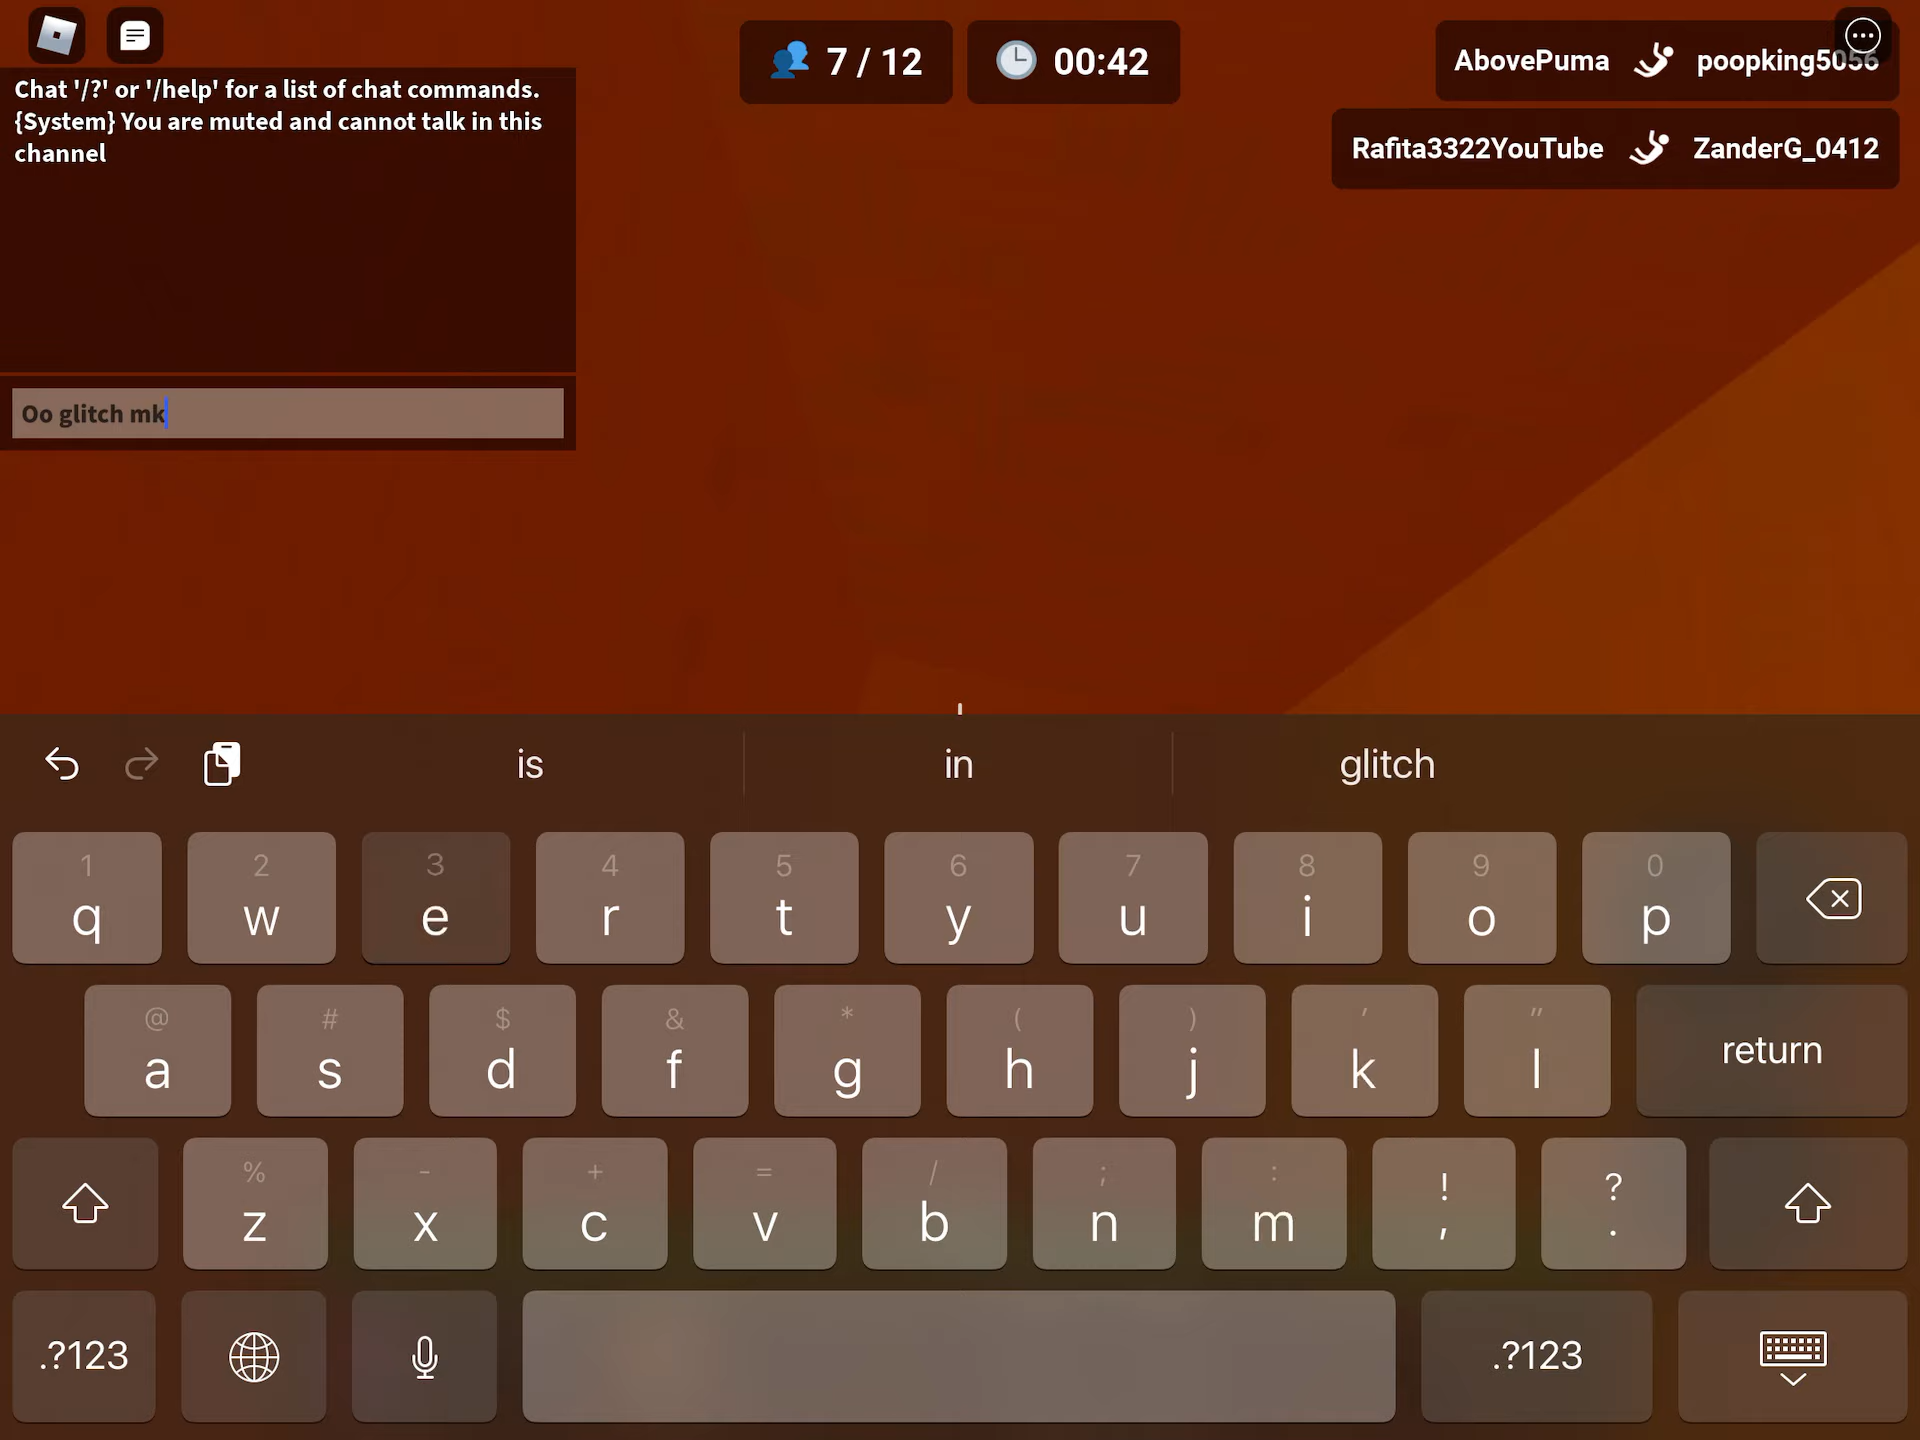 7 / 12
00:42
AbovePuma poopking5056
Rafita3322YouTube ZanderG_0412
Chat '/?' or '/help' for a list of chat commands.
{System} You are muted and cannot talk in this
channel
Oo glitch mk
is in glitch
1 2 3 4 5 6 7 8 9 0
q w e r t y u i o p
@ # $ & * ( ) ' "
a s d f g h j k l return
% - + = / ; : ! ?
z x c v b n m , .
.?123 .?123